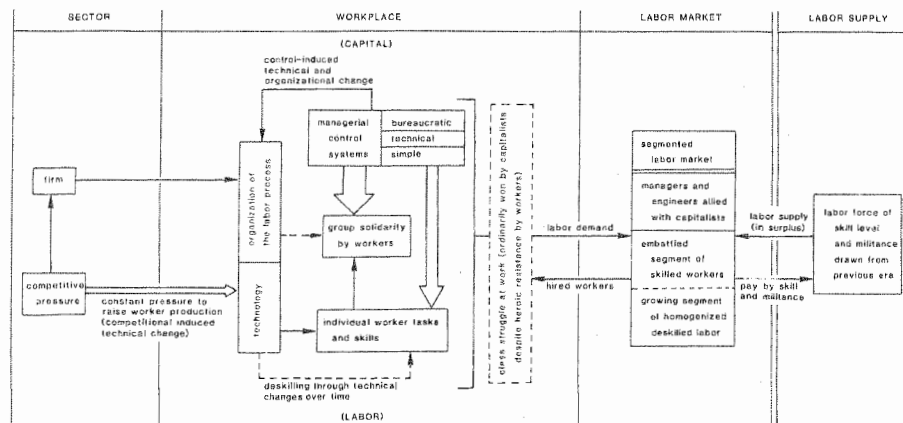 SECTOR
WORKPLACE
LABOR MARKET
LABOR SUPPLY
(CAPITAL)
control-induced
technical and
organizational change
managerial
control
systems
bureaucratic
technical
simple
firm
organization of
the labor process
group solidarity
by workers
competitive
pressure
constant pressure to
raise worker production
(competitional induced
technical change)
technology
individual worker tasks
and skills
deskilling through technical
changes over time
(LABOR)
class struggle at work (ordinarily won by capitalists
despite heroic resistance by workers)
labor demand
hired workers
segmented
labor market
managers and
engineers allied
with capitalists
embattled
segment of
skilled workers
growing segment
of homogenized
deskilled labor
labor supply
(in surplus)
pay by skill
and militance
labor force of
skill level
and militance
drawn from
previous era